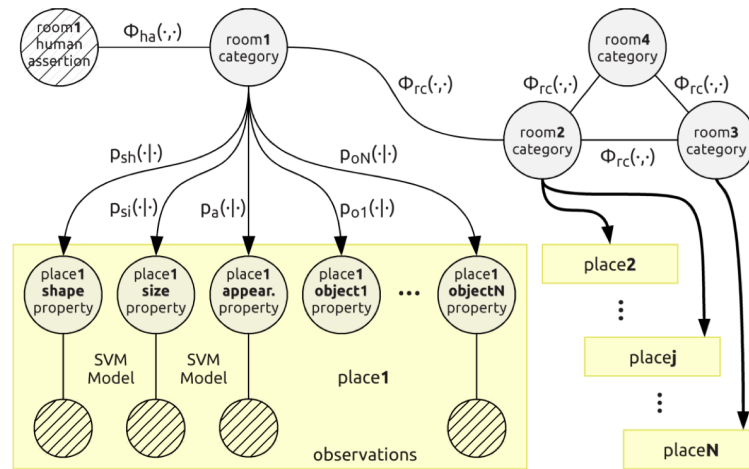 room1
human
assertion
Φha(·,·)
room1
category
Φrc(·,·)
room4
category
Φrc(·,·)
Φrc(·,·)
room2
category
room3
category
Φrc(·,·)
psh(·|·)
poN(·|·)
psi(·|·)
pa(·|·)
po1(·|·)
place1
shape
property
place1
size
property
place1
appear.
property
place1
object1
property
...
place1
objectN
property
SVM
Model
SVM
Model
place1
observations
place2
...
placej
...
placeN